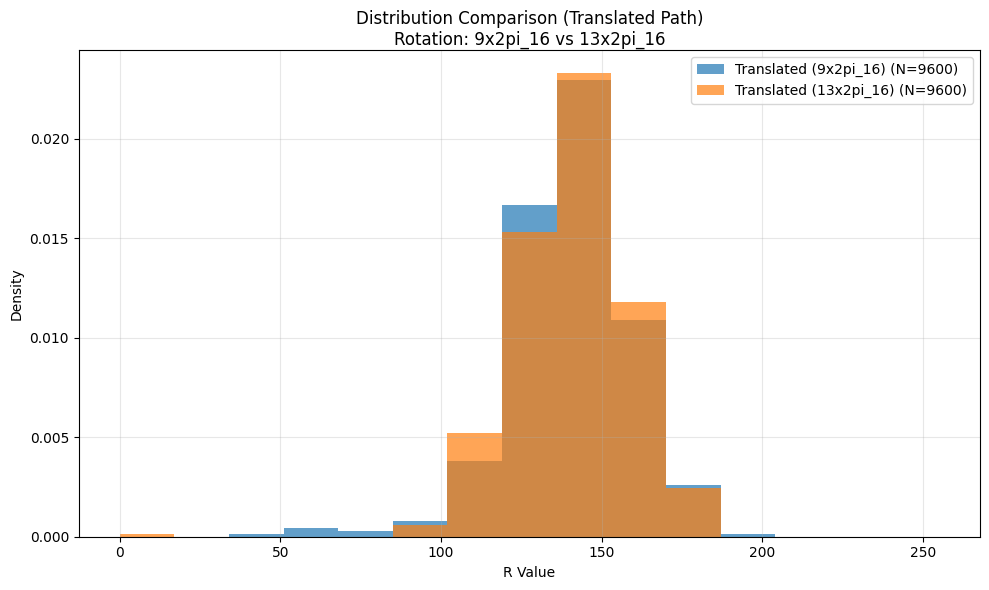 Distribution Comparison (Translated Path)
Rotation: 9x2pi_16 vs 13x2pi_16
Translated (9x2pi_16) (N=9600)
Translated (13x2pi_16) (N=9600)
Density
0.020
0.015
0.010
0.005
0.000
0 50 100 150 200 250
R Value